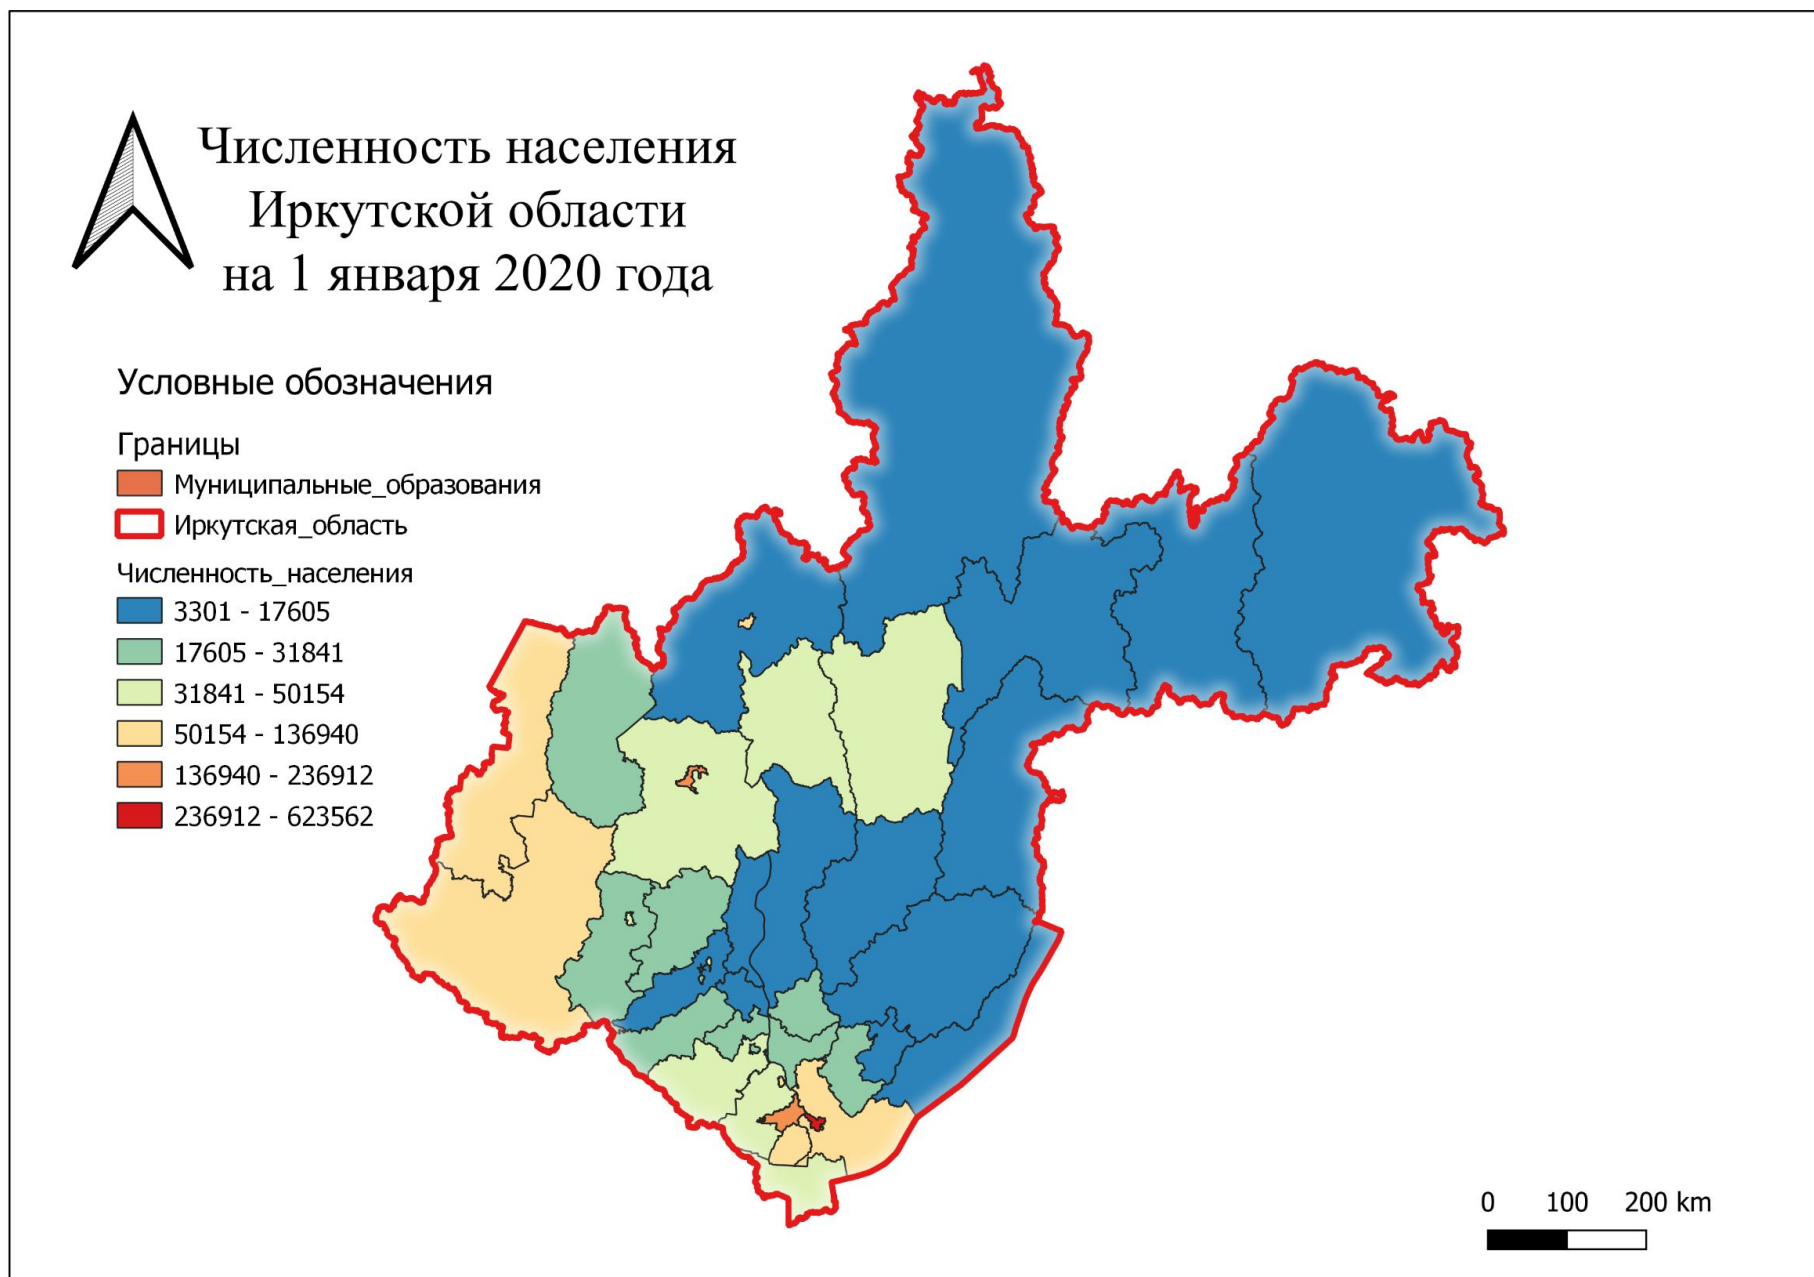 Численность населения
Иркутской области
на 1 января 2020 года
Условные обозначения
Границы
Муниципальные_образования
Иркутская_область
Численность_населения
3301 - 17605
17605 - 31841
31841 - 50154
50154 - 136940
136940 - 236912
236912 - 623562
0 100 200 km